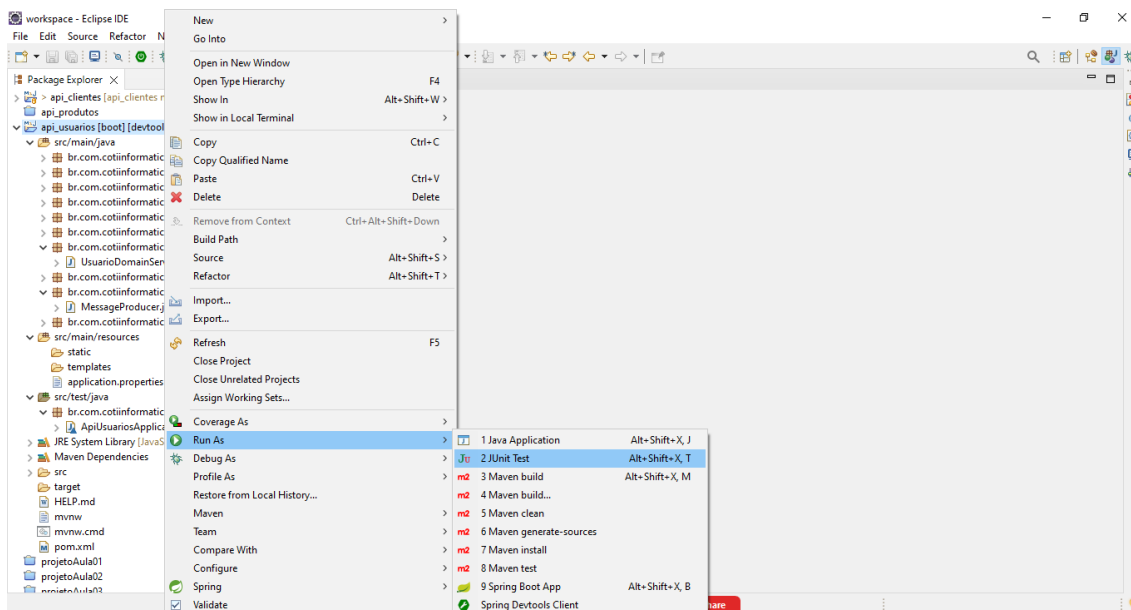 workspace - Eclipse IDE
File Edit Source Refactor
Package Explorer
> api_clientes [api_clientes
api_produtos
api_usuarios [boot] [devtool
src/main/java
br.com.cotiinformatic
br.com.cotiinformatic
br.com.cotiinformatic
br.com.cotiinformatic
br.com.cotiinformatic
br.com.cotiinformatic
br.com.cotiinformatic
UsuarioDomainSer
br.com.cotiinformatic
br.com.cotiinformatic
MessageProducer.j
br.com.cotiinformatic
src/main/resources
static
templates
application.properties
src/test/java
br.com.cotiinformatic
ApiUsuariosApplica
JRE System Library [JavaS
Maven Dependencies
src
target
HELP.md
mvnw
mvnw.cmd
pom.xml
projetoAula01
projetoAula02
projetoAula03
New
Go Into
Open in New Window
Open Type Hierarchy F4
Show In Alt+Shift+W >
Show in Local Terminal
Copy Ctrl+C
Copy Qualified Name
Paste Ctrl+V
Delete Delete
Remove from Context Ctrl+Alt+Shift+Down
Build Path
Source Alt+Shift+S >
Refactor Alt+Shift+T >
Import...
Export...
Refresh F5
Close Project
Close Unrelated Projects
Assign Working Sets...
Coverage As
Run As
Debug As
Profile As
Restore from Local History...
Maven
Team
Compare With
Configure
Spring
Validate
1 Java Application Alt+Shift+X, J
Ju 2 JUnit Test Alt+Shift+X, T
m2 3 Maven build Alt+Shift+X, M
m2 4 Maven build...
m2 5 Maven clean
m2 6 Maven generate-sources
m2 7 Maven install
m2 8 Maven test
9 Spring Boot App Alt+Shift+X, B
Spring Devtools Client
hare